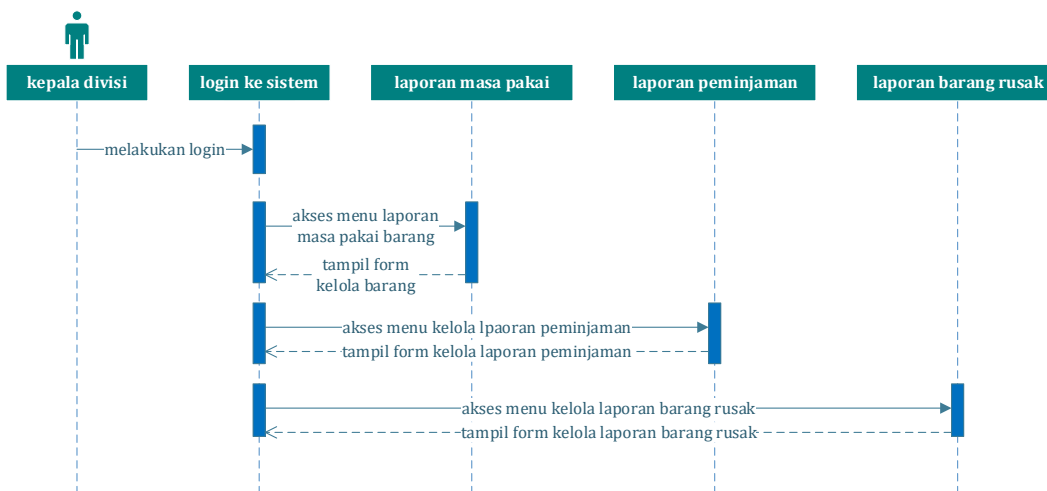 kepala divisi
login ke sistem
laporan masa pakai
laporan peminjaman
laporan barang rusak
melakukan login
akses menu laporan
masa pakai barang
tampil form
kelola barang
akses menu kelola lpaoran peminjaman
tampil form kelola laporan peminjaman
akses menu kelola laporan barang rusak
tampil form kelola laporan barang rusak